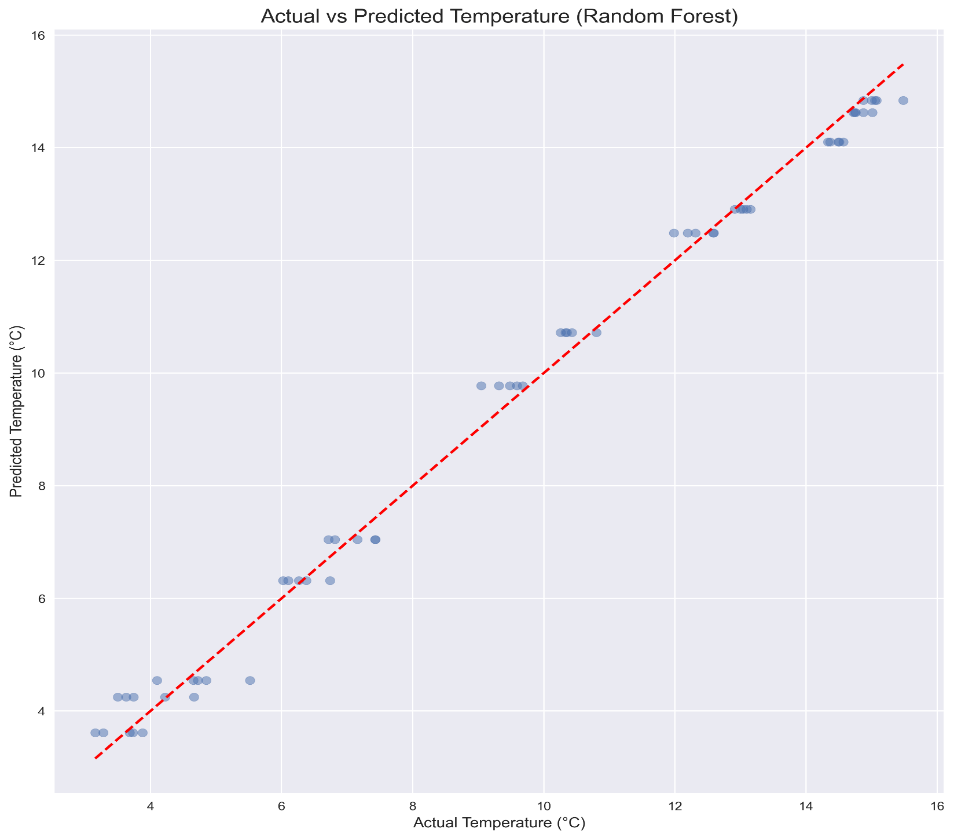 Actual vs Predicted Temperature (Random Forest)
16
14
12
10
8
6
4
Predicted Temperature (°C)
4 6 8 10 12 14 16
Actual Temperature (°C)